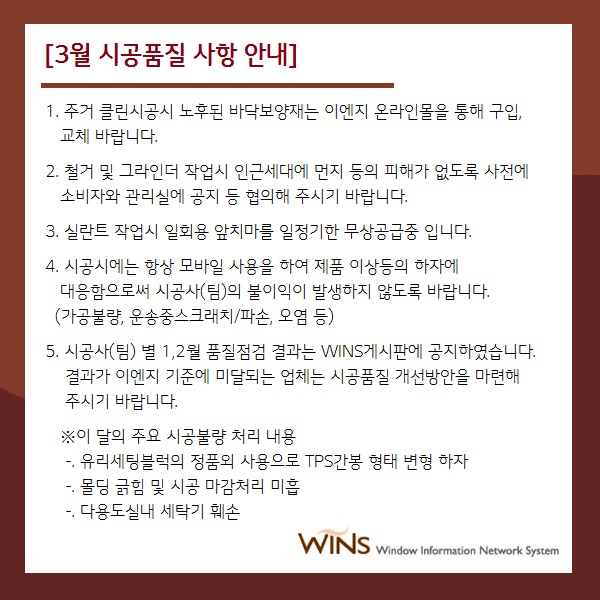 [3월 시공품질 사항 안내]
1. 주거 클린시공시 노후된 바닥보양재는 이엔지 온라인몰을 통해 구입,
교체 바랍니다.
2. 철거 및 그라인더 작업시 인근세대에 먼지 등의 피해가 없도록 사전에
소비자와 관리실에 공지 등 협의해 주시기 바랍니다.
3. 실란트 작업시 일회용 앞치마를 일정기한 무상공급중 입니다.
4. 시공시에는 항상 모바일 사용을 하여 제품 이상등의 하자에
대응함으로써 시공사(팀)의 불이익이 발생하지 않도록 바랍니다.
(가공불량, 운송중스크래치/파손, 오염 등)
5. 시공사(팀) 별 1,2월 품질점검 결과는 WINS게시판에 공지하였습니다.
결과가 이엔지 기준에 미달되는 업체는 시공품질 개선방안을 마련해
주시기 바랍니다.
※이 달의 주요 시공불량 처리 내용
-. 유리세팅블럭의 정품외 사용으로 TPS간봉 형태 변형 하자
-. 몰딩 긁힘 및 시공 마감처리 미흡
-. 다용도실내 세탁기 훼손
WINS Window Information Network System